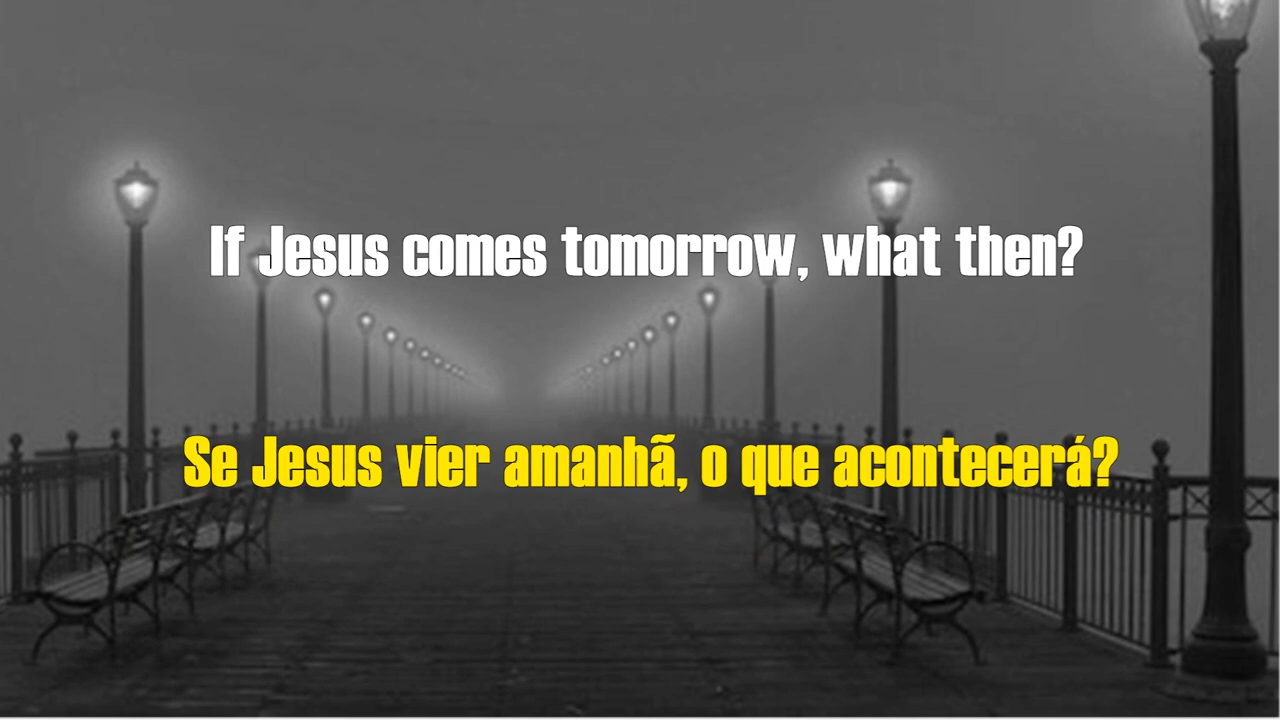 If Jesus comes tomorrow, what then?
Se Jesus vier amanhã, o que acontecerá?